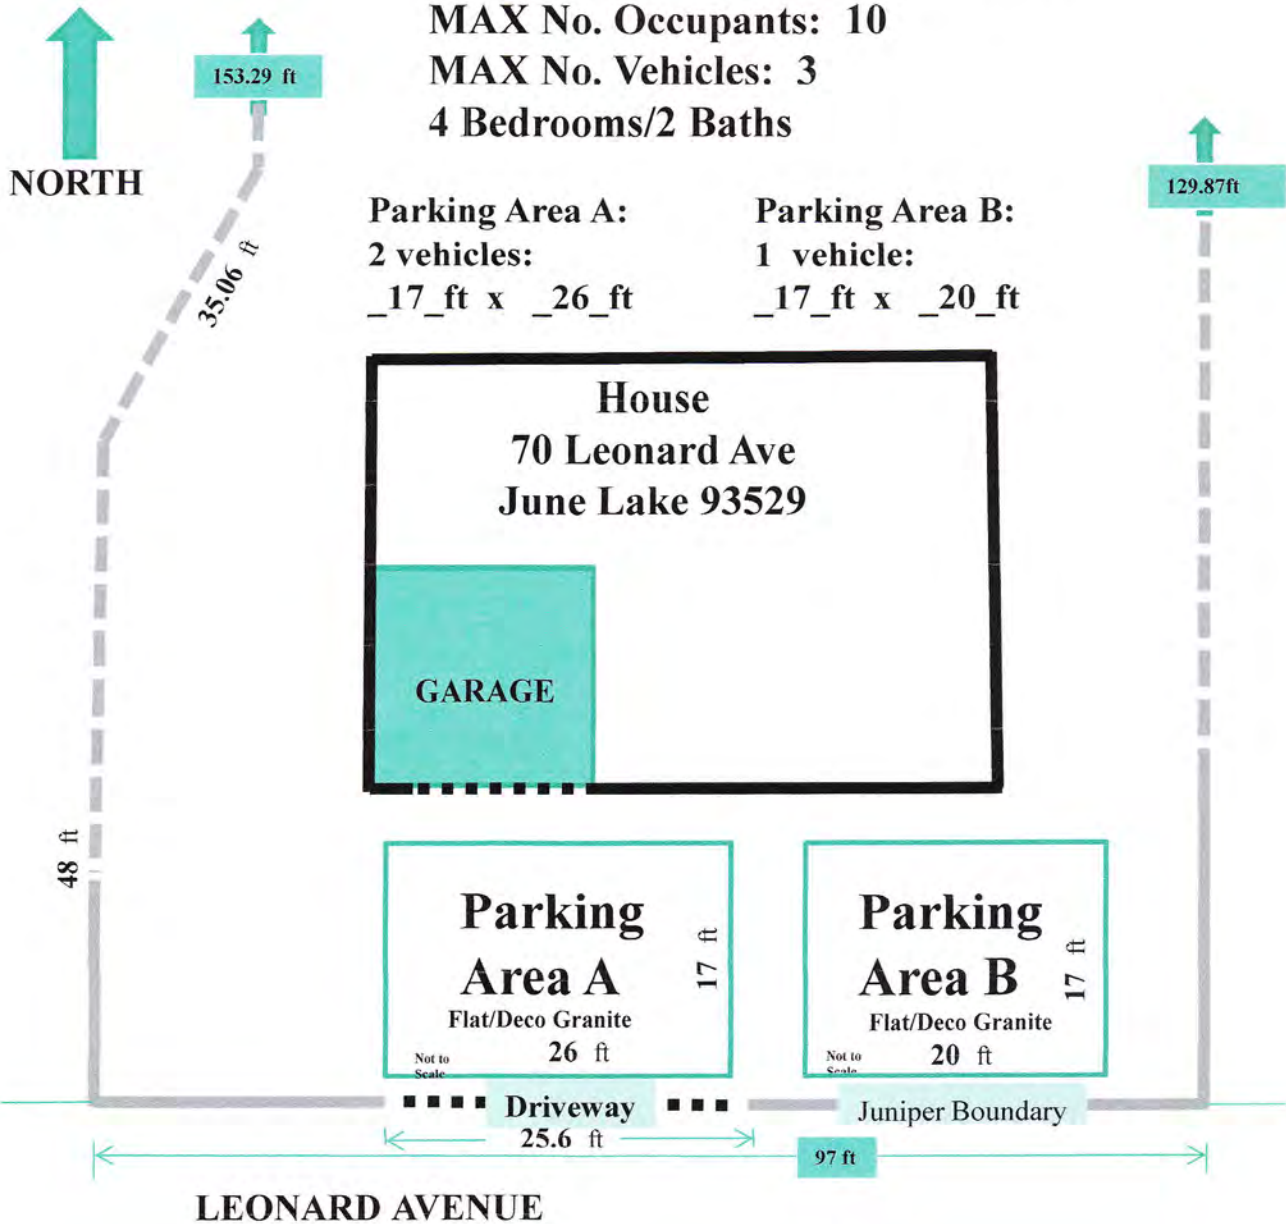 MAX No. Occupants: 10
MAX No. Vehicles: 3
4 Bedrooms/2 Baths
153.29 ft
NORTH
129.87ft
35.06 ft
Parking Area A:
2 vehicles:
_17_ft x _26_ft
Parking Area B:
1 vehicle:
_17_ft x _20_ft
House
70 Leonard Ave
June Lake 93529
GARAGE
48 ft
Parking
Area A
Flat/Deco Granite
26 ft
17 ft
Not to
Scale
Parking
Area B
Flat/Deco Granite
20 ft
17 ft
Not to
Scale
Driveway
25.6 ft
Juniper Boundary
97 ft
LEONARD AVENUE